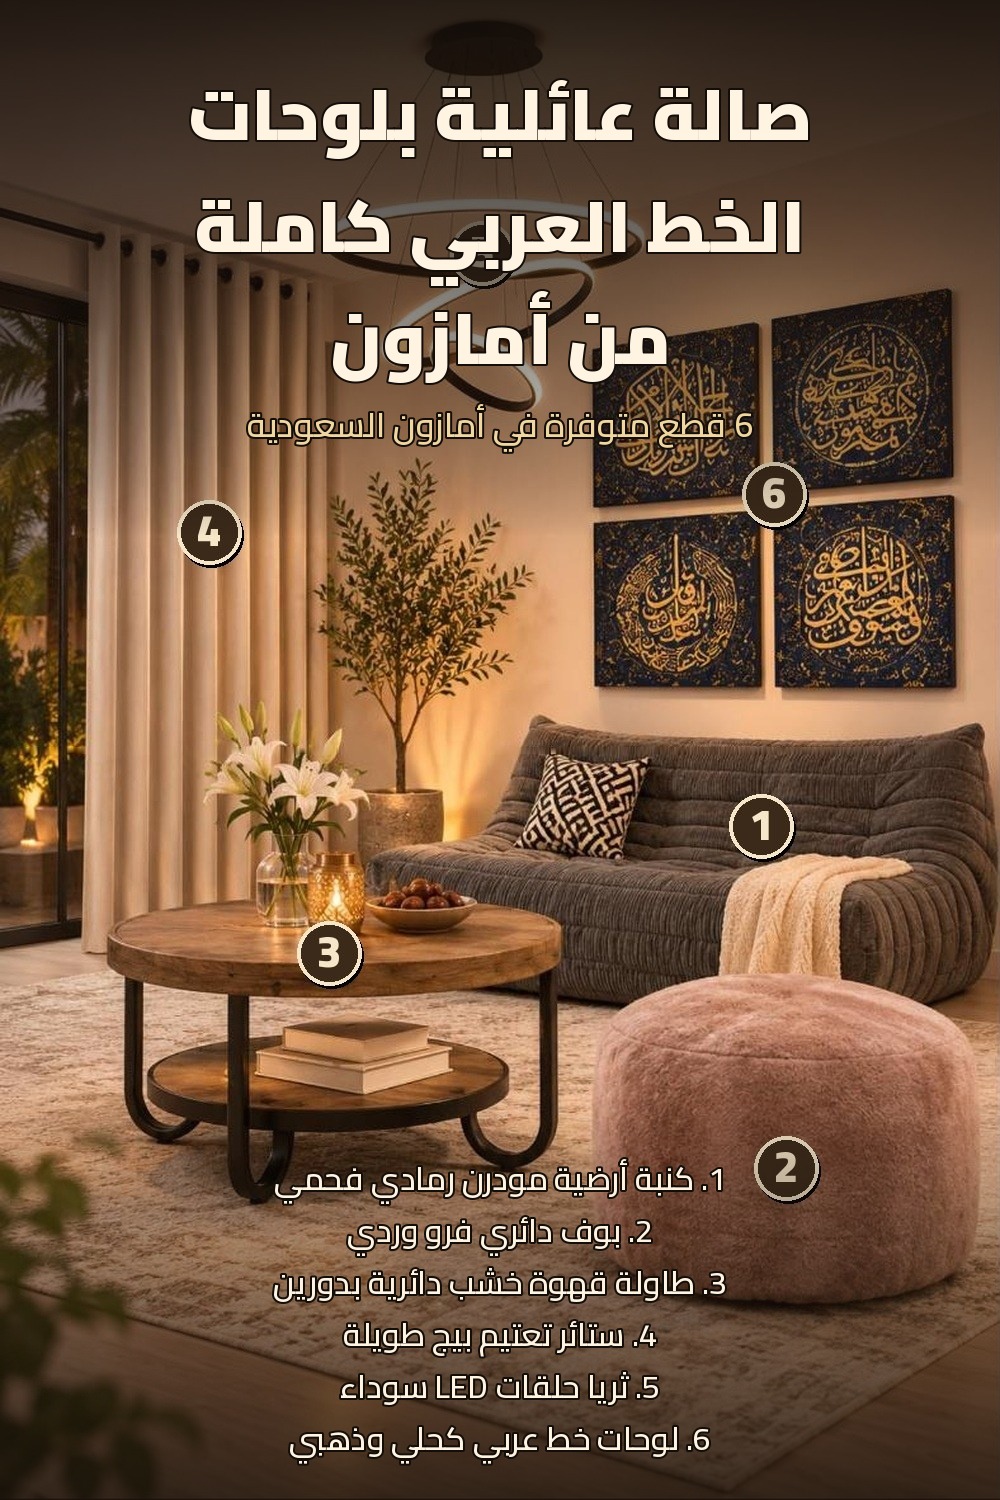 صالة عائلية بلوحات
الخط العربي كاملة
من أمازون
6 قطع متوفرة في أمازون السعودية
6
4
1
3
2
1. كنبة أرضية مودرن رمادي فحمي
2. بوف دائري فرو وردي
3. طاولة قهوة خشب دائرية بدورين
4. ستائر تعتيم بيج طويلة
5. ثريا حلقات LED سوداء
6. لوحات خط عربي كحلي وذهبي